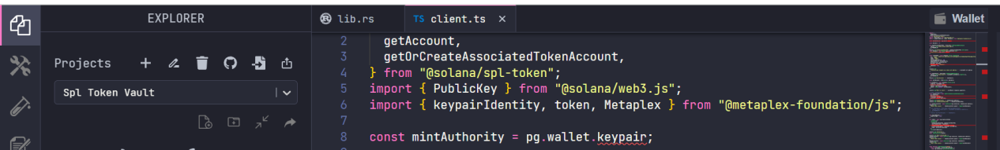 EXPLORER
lib.rs
TS client.ts ×
Wallet
Projects
Spl Token Vault
2 getAccount,
3 getOrCreateAssociatedTokenAccount,
4 } from "@solana/spl-token";
5 import { PublicKey } from "@solana/web3.js";
6 import { keypairIdentity, token, Metaplex } from "@metaplex-foundation/js";
7
8 const mintAuthority = pg.wallet.keypair;